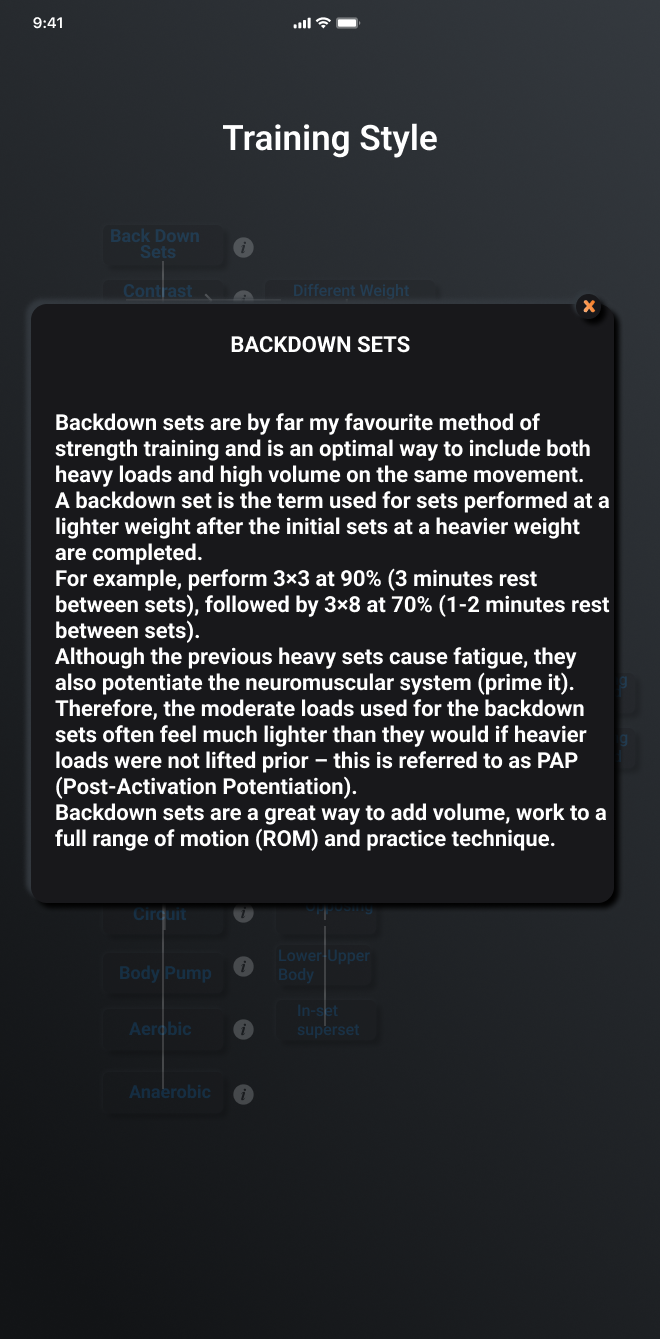 9:41
Training Style
Back Down
Sets
i
Contrast
i
Different Weight
BACKDOWN SETS
Backdown sets are by far my favourite method of
strength training and is an optimal way to include both
heavy loads and high volume on the same movement.
A backdown set is the term used for sets performed at a
lighter weight after the initial sets at a heavier weight
are completed.
For example, perform 3×3 at 90% (3 minutes rest
between sets), followed by 3×8 at 70% (1-2 minutes rest
between sets).
Although the previous heavy sets cause fatigue, they
also potentiate the neuromuscular system (prime it).
Therefore, the moderate loads used for the backdown
sets often feel much lighter than they would if heavier
loads were not lifted prior – this is referred to as PAP
(Post-Activation Potentiation).
Backdown sets are a great way to add volume, work to a
full range of motion (ROM) and practice technique.
Circuit
i
Opposing
Body Pump
i
Lower-Upper
Body
Aerobic
i
In-set
superset
Anaerobic
i